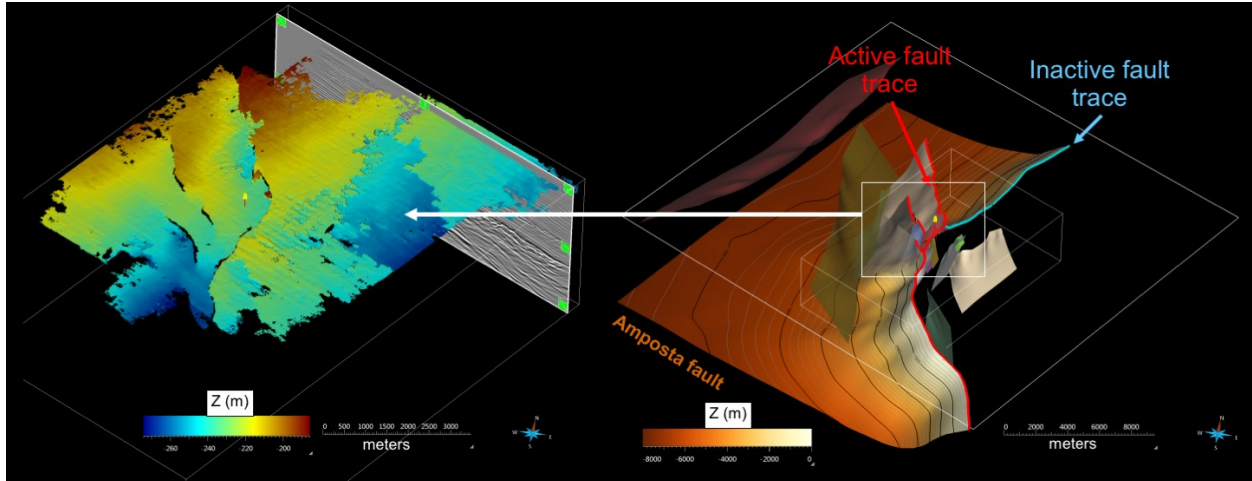 Active fault
trace
Inactive fault
trace
Amposta fault
Z (m)
-260 -240 -220 -200
0 500 1000 1500 2000 2500 3000
meters
N
W
E
S
Z (m)
-8000 -6000 -4000 -2000 0
0 2000 4000 6000 8000
meters
N
W
E
S